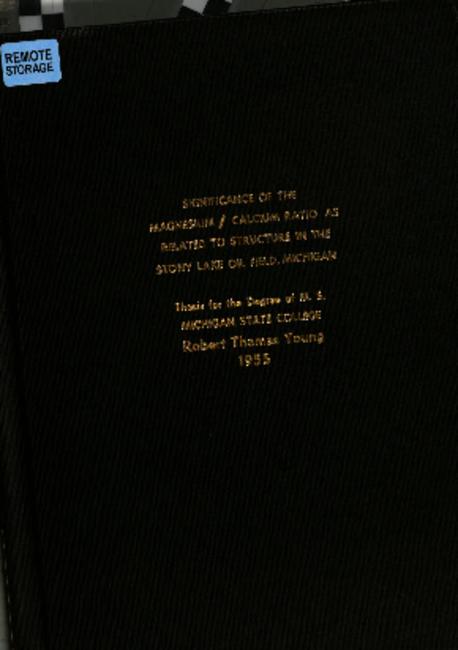 REMOTE
STORAGE
SIGNIFICANCE OF THE
MAGNESIUM / CALCIUM RATIO AS
RELATED TO STRUCTURE IN THE
STONY LAKE OIL FIELD, MICHIGAN
Thesis for the Degree of M. S.
MICHIGAN STATE COLLEGE
Robert Thomas Young
1955